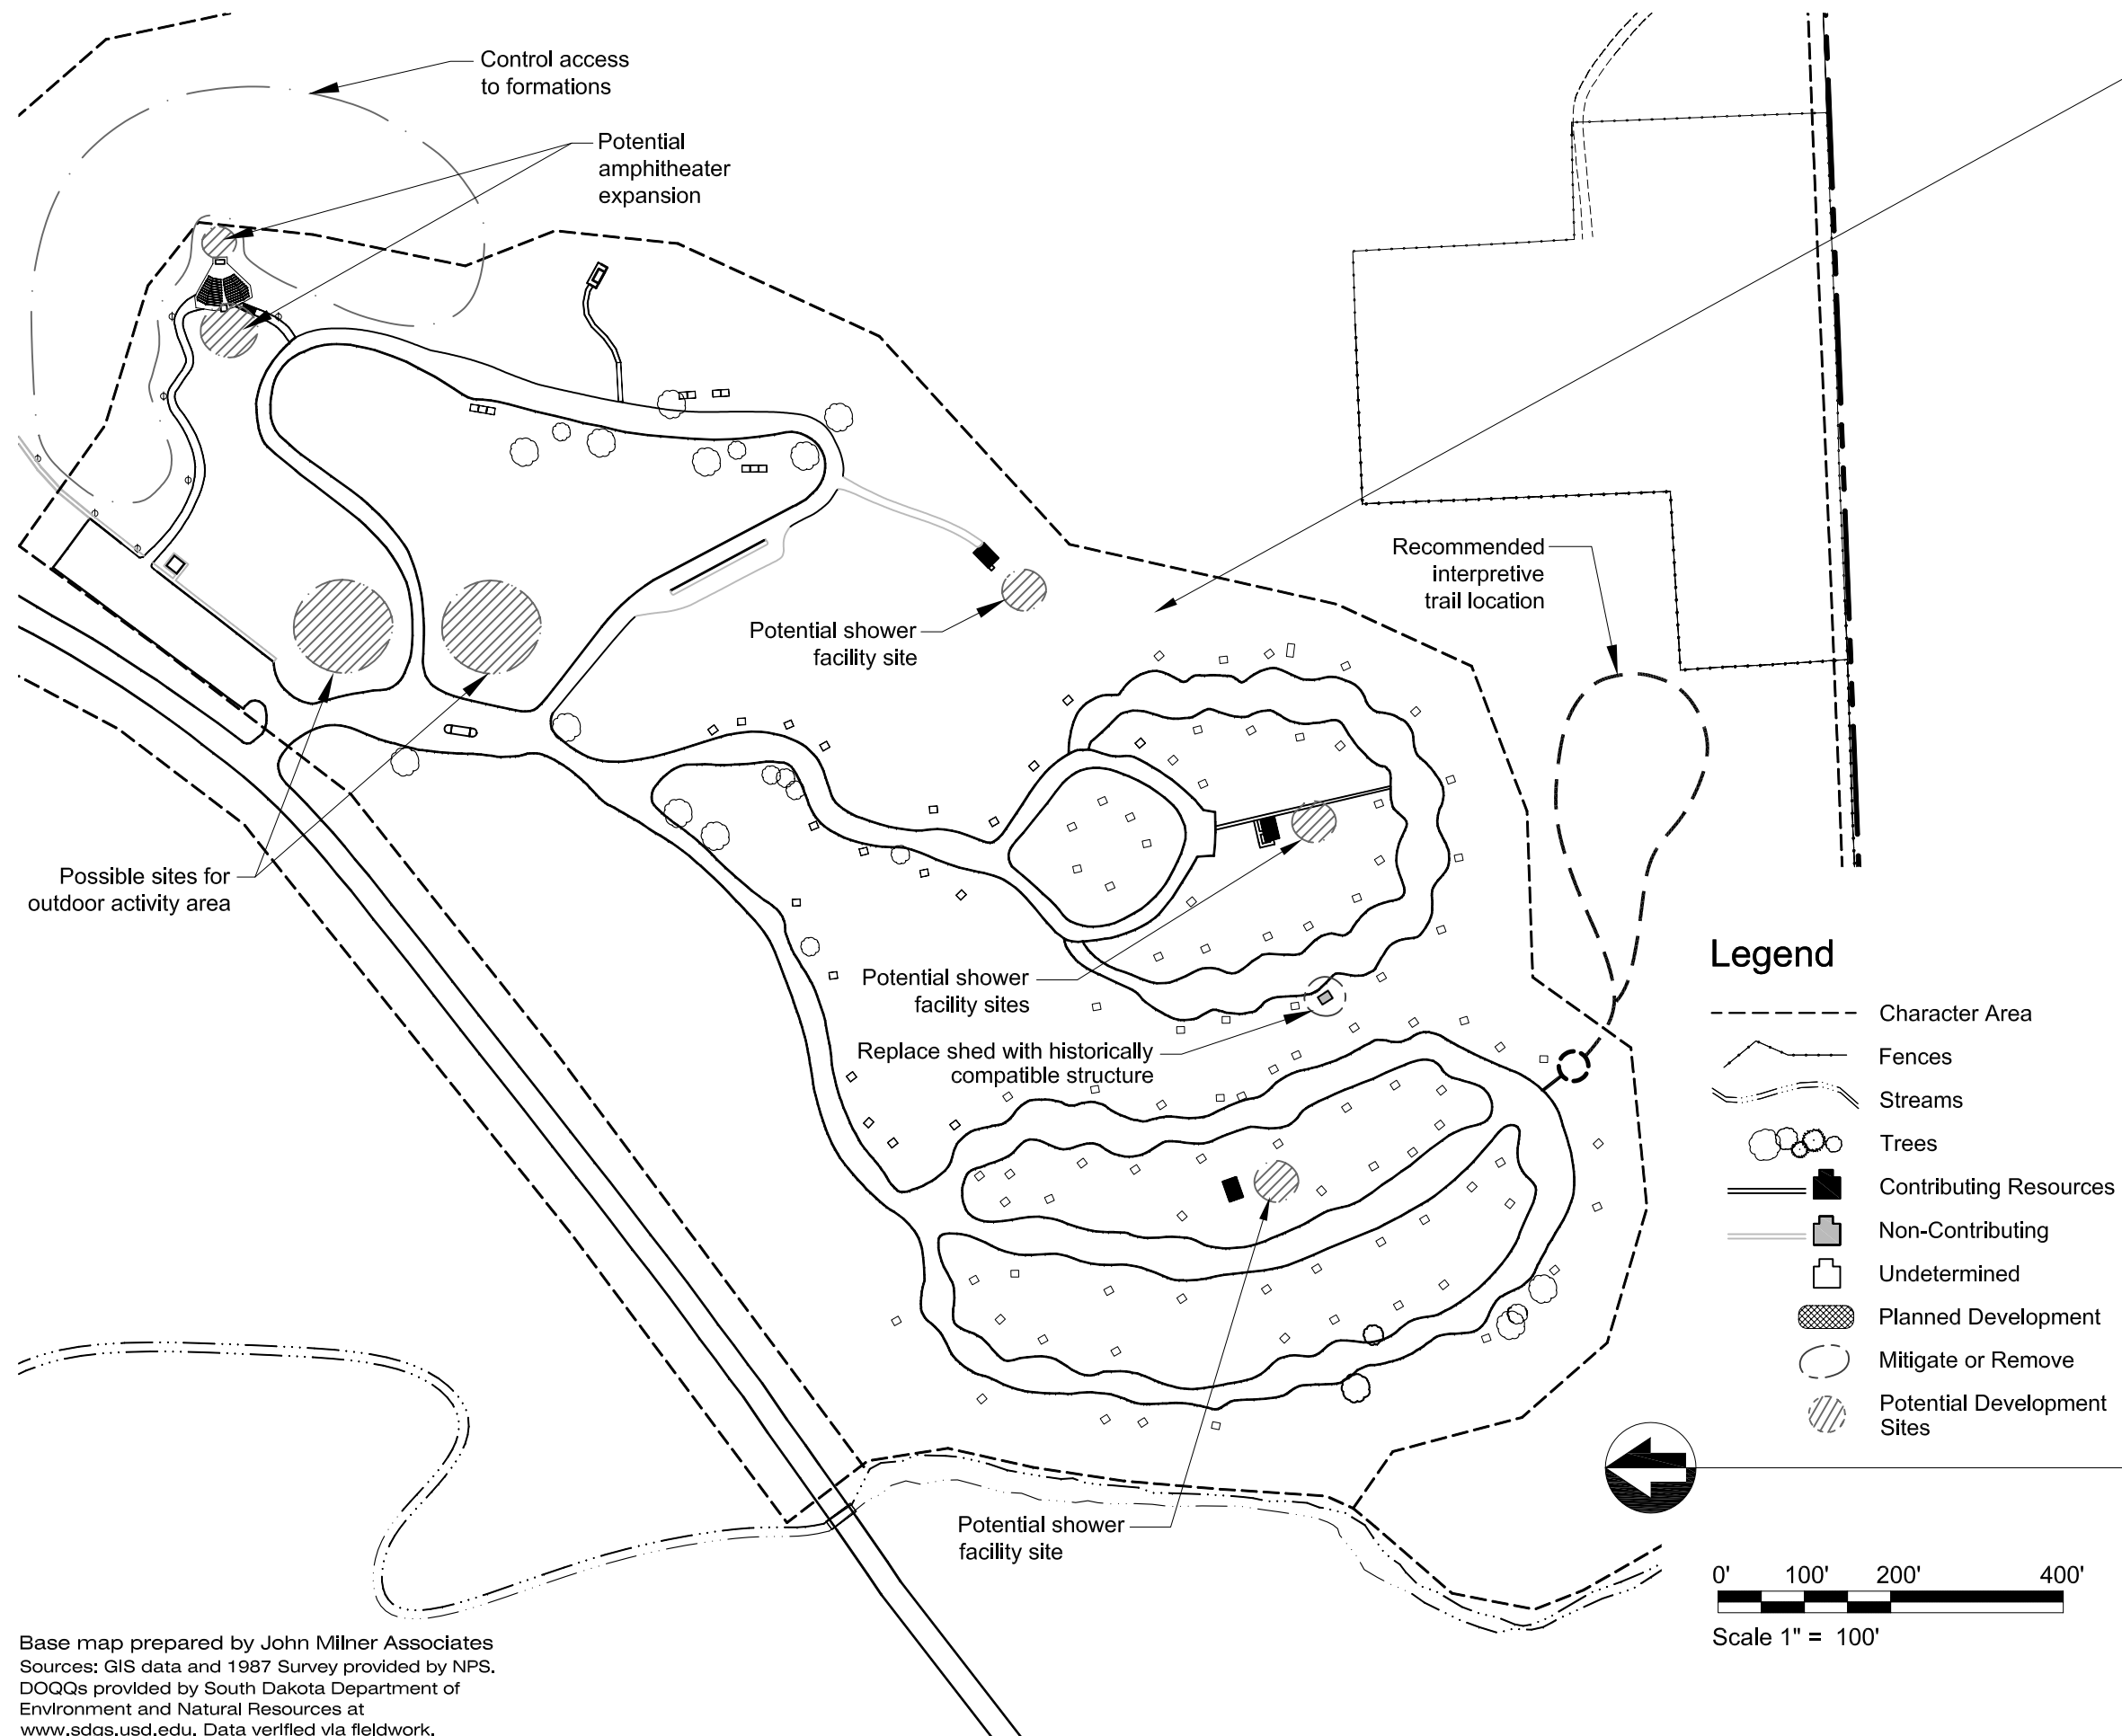 Control access
to formations
Potential
amphitheater
expansion
Recommended
interpretive
trail location
Potential shower
facility site
Possible sites for
outdoor activity area
Potential shower
facility sites
Replace shed with historically
compatible structure
Potential shower
facility site
Legend
Character Area
Fences
Streams
Trees
Contributing Resources
Non-Contributing
Undetermined
Planned Development
Mitigate or Remove
Potential Development
Sites
0' 100' 200' 400'
Scale 1" = 100'
Base map prepared by John Milner Associates
Sources: GIS data and 1987 Survey provided by NPS.
DOQQs provided by South Dakota Department of
Environment and Natural Resources at
www.sdgs.usd.edu. Data verified via fieldwork.